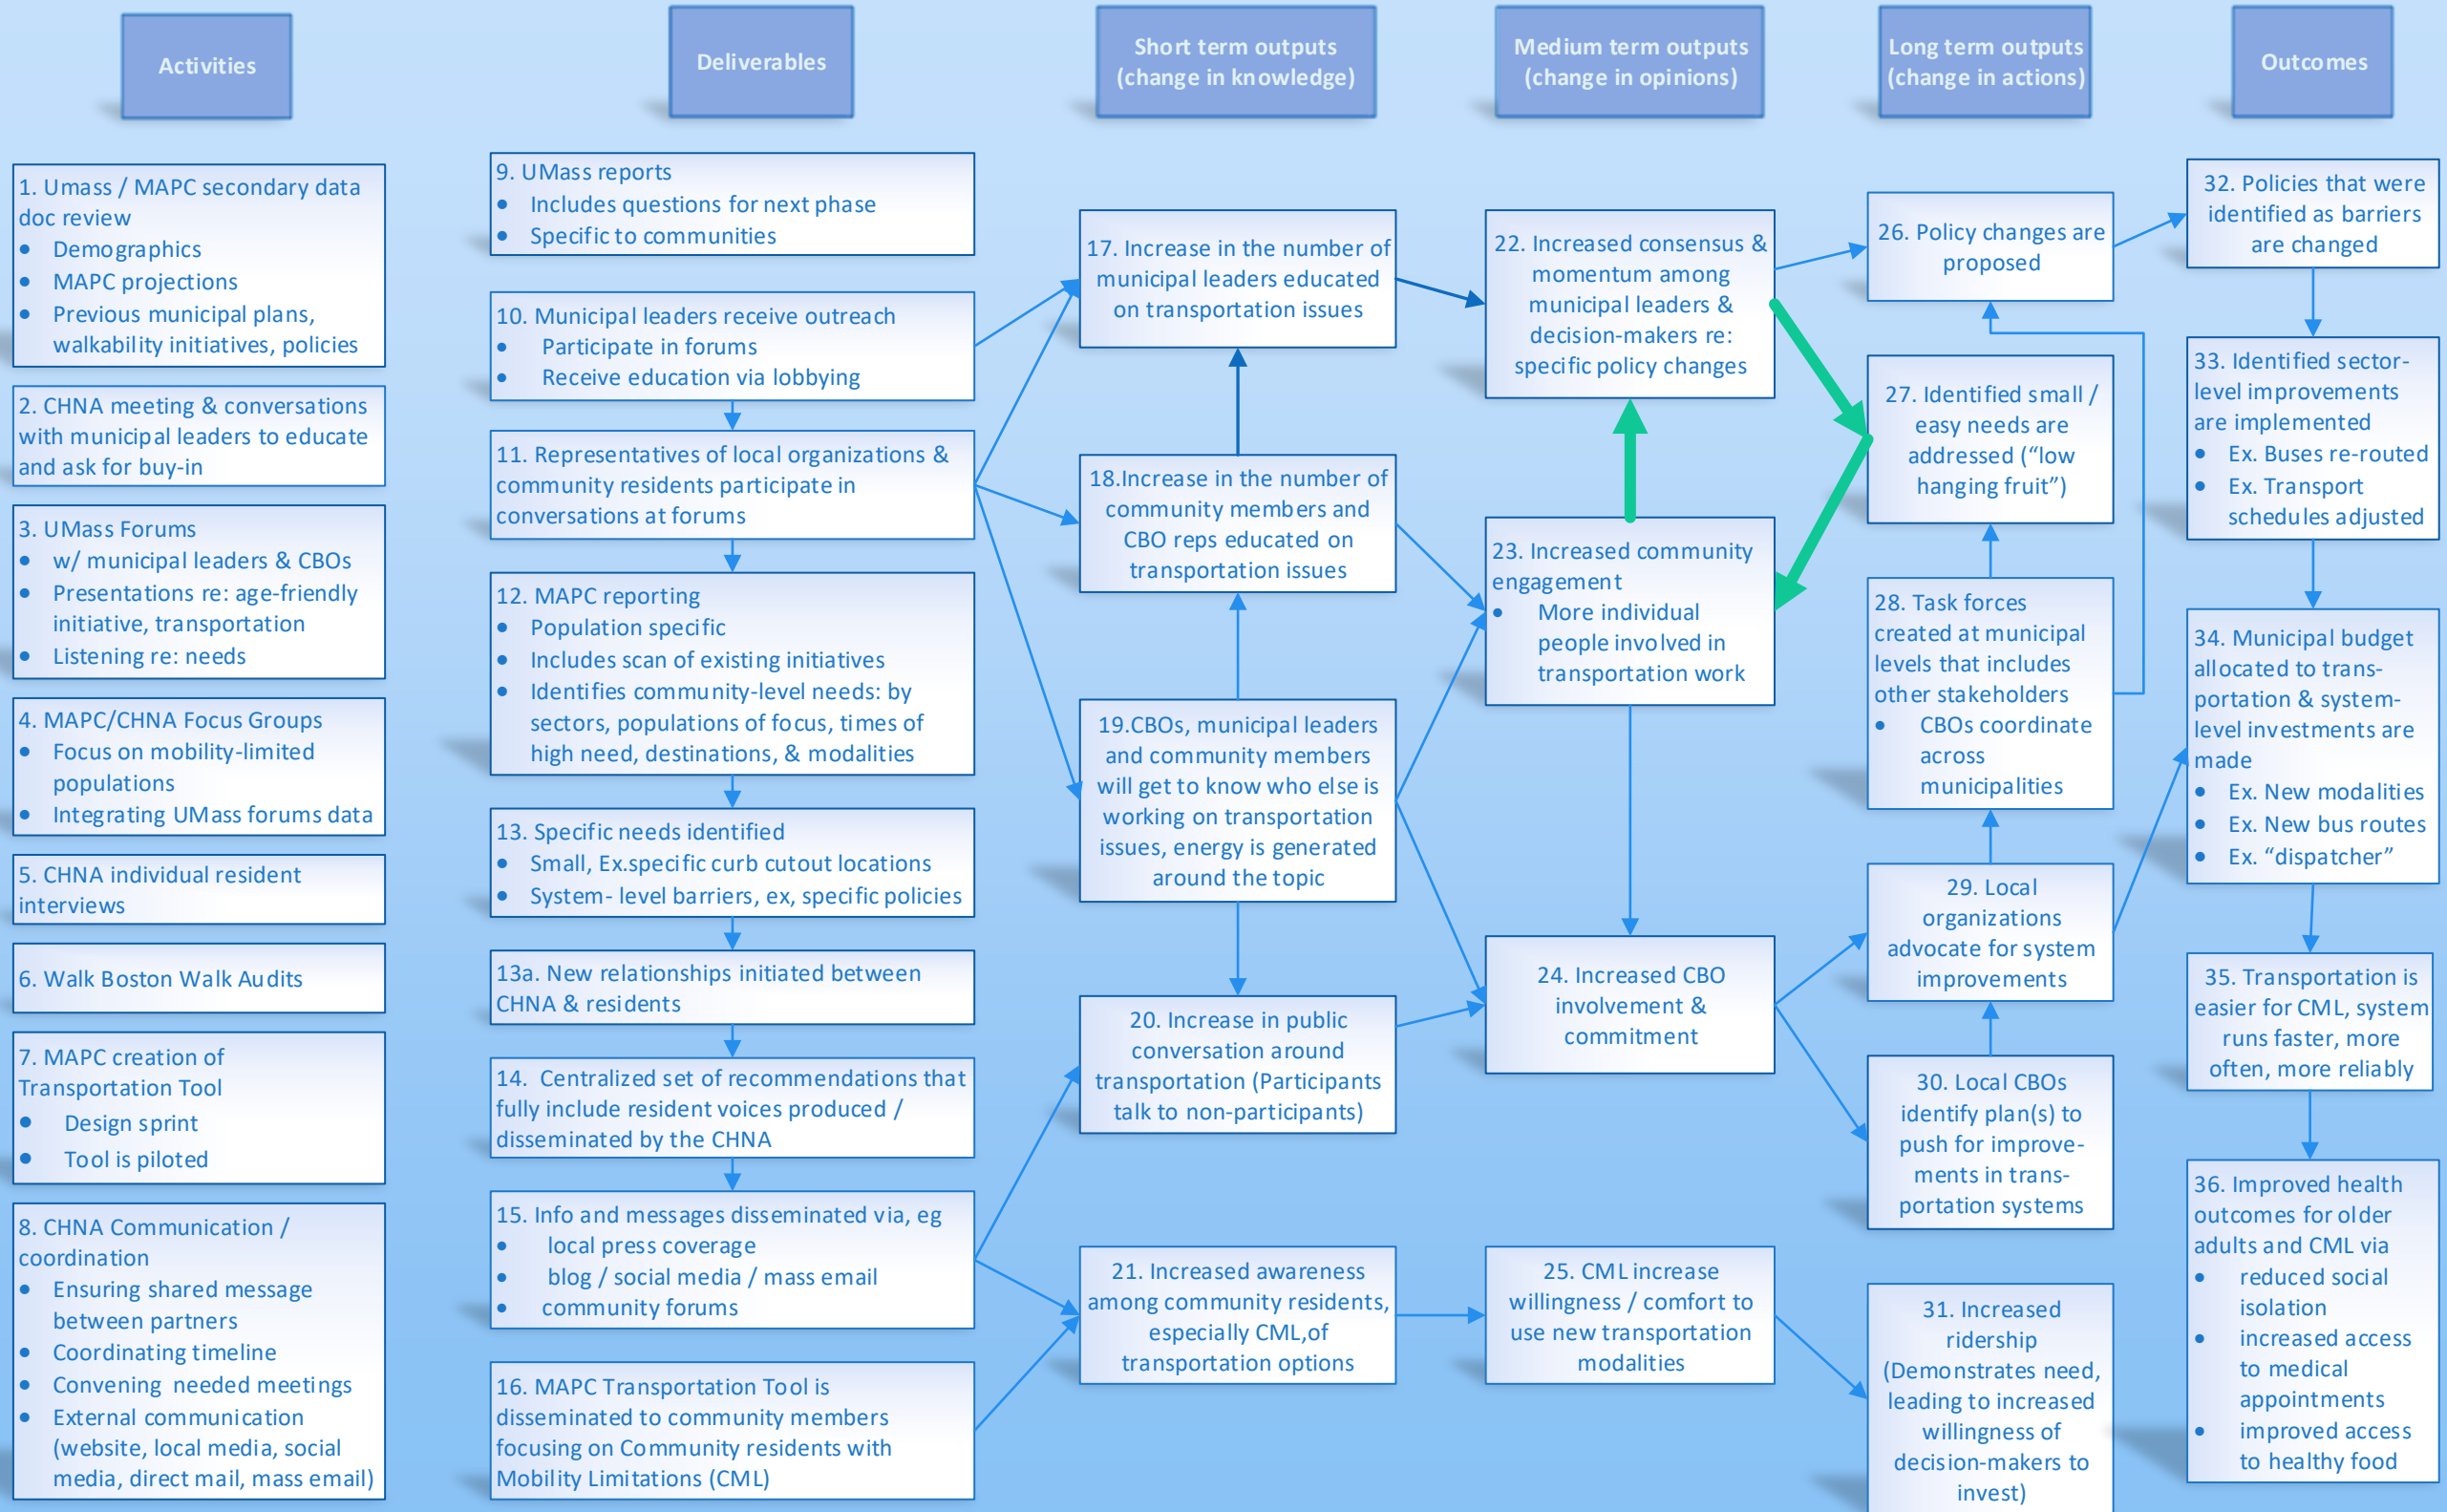 Activities
Deliverables
Short term outputs
(change in knowledge)
Medium term outputs
(change in opinions)
Long term outputs
(change in actions)
Outcomes
1. Umass / MAPC secondary data
doc review
• Demographics
• MAPC projections
• Previous municipal plans,
walkability initiatives, policies
2. CHNA meeting & conversations
with municipal leaders to educate
and ask for buy-in
3. UMass Forums
• w/ municipal leaders & CBOs
• Presentations re: age-friendly
initiative, transportation
• Listening re: needs
4. MAPC/CHNA Focus Groups
• Focus on mobility-limited
populations
• Integrating UMass forums data
5. CHNA individual resident
interviews
6. Walk Boston Walk Audits
7. MAPC creation of
Transportation Tool
• Design sprint
• Tool is piloted
8. CHNA Communication /
coordination
• Ensuring shared message
between partners
• Coordinating timeline
• Convening needed meetings
• External communication
(website, local media, social
media, direct mail, mass email)
9. UMass reports
• Includes questions for next phase
• Specific to communities
10. Municipal leaders receive outreach
• Participate in forums
• Receive education via lobbying
11. Representatives of local organizations &
community residents participate in
conversations at forums
12. MAPC reporting
• Population specific
• Includes scan of existing initiatives
• Identifies community-level needs: by
sectors, populations of focus, times of
high need, destinations, & modalities
13. Specific needs identified
• Small, Ex.specific curb cutout locations
• System- level barriers, ex, specific policies
13a. New relationships initiated between
CHNA & residents
14. Centralized set of recommendations that
fully include resident voices produced /
disseminated by the CHNA
15. Info and messages disseminated via, eg
• local press coverage
• blog / social media / mass email
• community forums
16. MAPC Transportation Tool is
disseminated to community members
focusing on Community residents with
Mobility Limitations (CML)
17. Increase in the number of
municipal leaders educated
on transportation issues
18.Increase in the number of
community members and
CBO reps educated on
transportation issues
19.CBOs, municipal leaders
and community members
will get to know who else is
working on transportation
issues, energy is generated
around the topic
20. Increase in public
conversation around
transportation (Participants
talk to non-participants)
21. Increased awareness
among community residents,
especially CML,of
transportation options
22. Increased consensus &
momentum among
municipal leaders &
decision-makers re:
specific policy changes
23. Increased community
engagement
• More individual
people involved in
transportation work
24. Increased CBO
involvement &
commitment
25. CML increase
willingness / comfort to
use new transportation
modalities
26. Policy changes are
proposed
27. Identified small /
easy needs are
addressed (“low
hanging fruit”)
28. Task forces
created at municipal
levels that includes
other stakeholders
• CBOs coordinate
across
municipalities
29. Local
organizations
advocate for system
improvements
30. Local CBOs
identify plan(s) to
push for improve-
ments in trans-
portation systems
31. Increased
ridership
(Demonstrates need,
leading to increased
willingness of
decision-makers to
invest)
32. Policies that were
identified as barriers
are changed
33. Identified sector-
level improvements
are implemented
• Ex. Buses re-routed
• Ex. Transport
schedules adjusted
34. Municipal budget
allocated to trans-
portation & system-
level investments are
made
• Ex. New modalities
• Ex. New bus routes
• Ex. “dispatcher”
35. Transportation is
easier for CML, system
runs faster, more
often, more reliably
36. Improved health
outcomes for older
adults and CML via
• reduced social
isolation
• increased access
to medical
appointments
• improved access
to healthy food